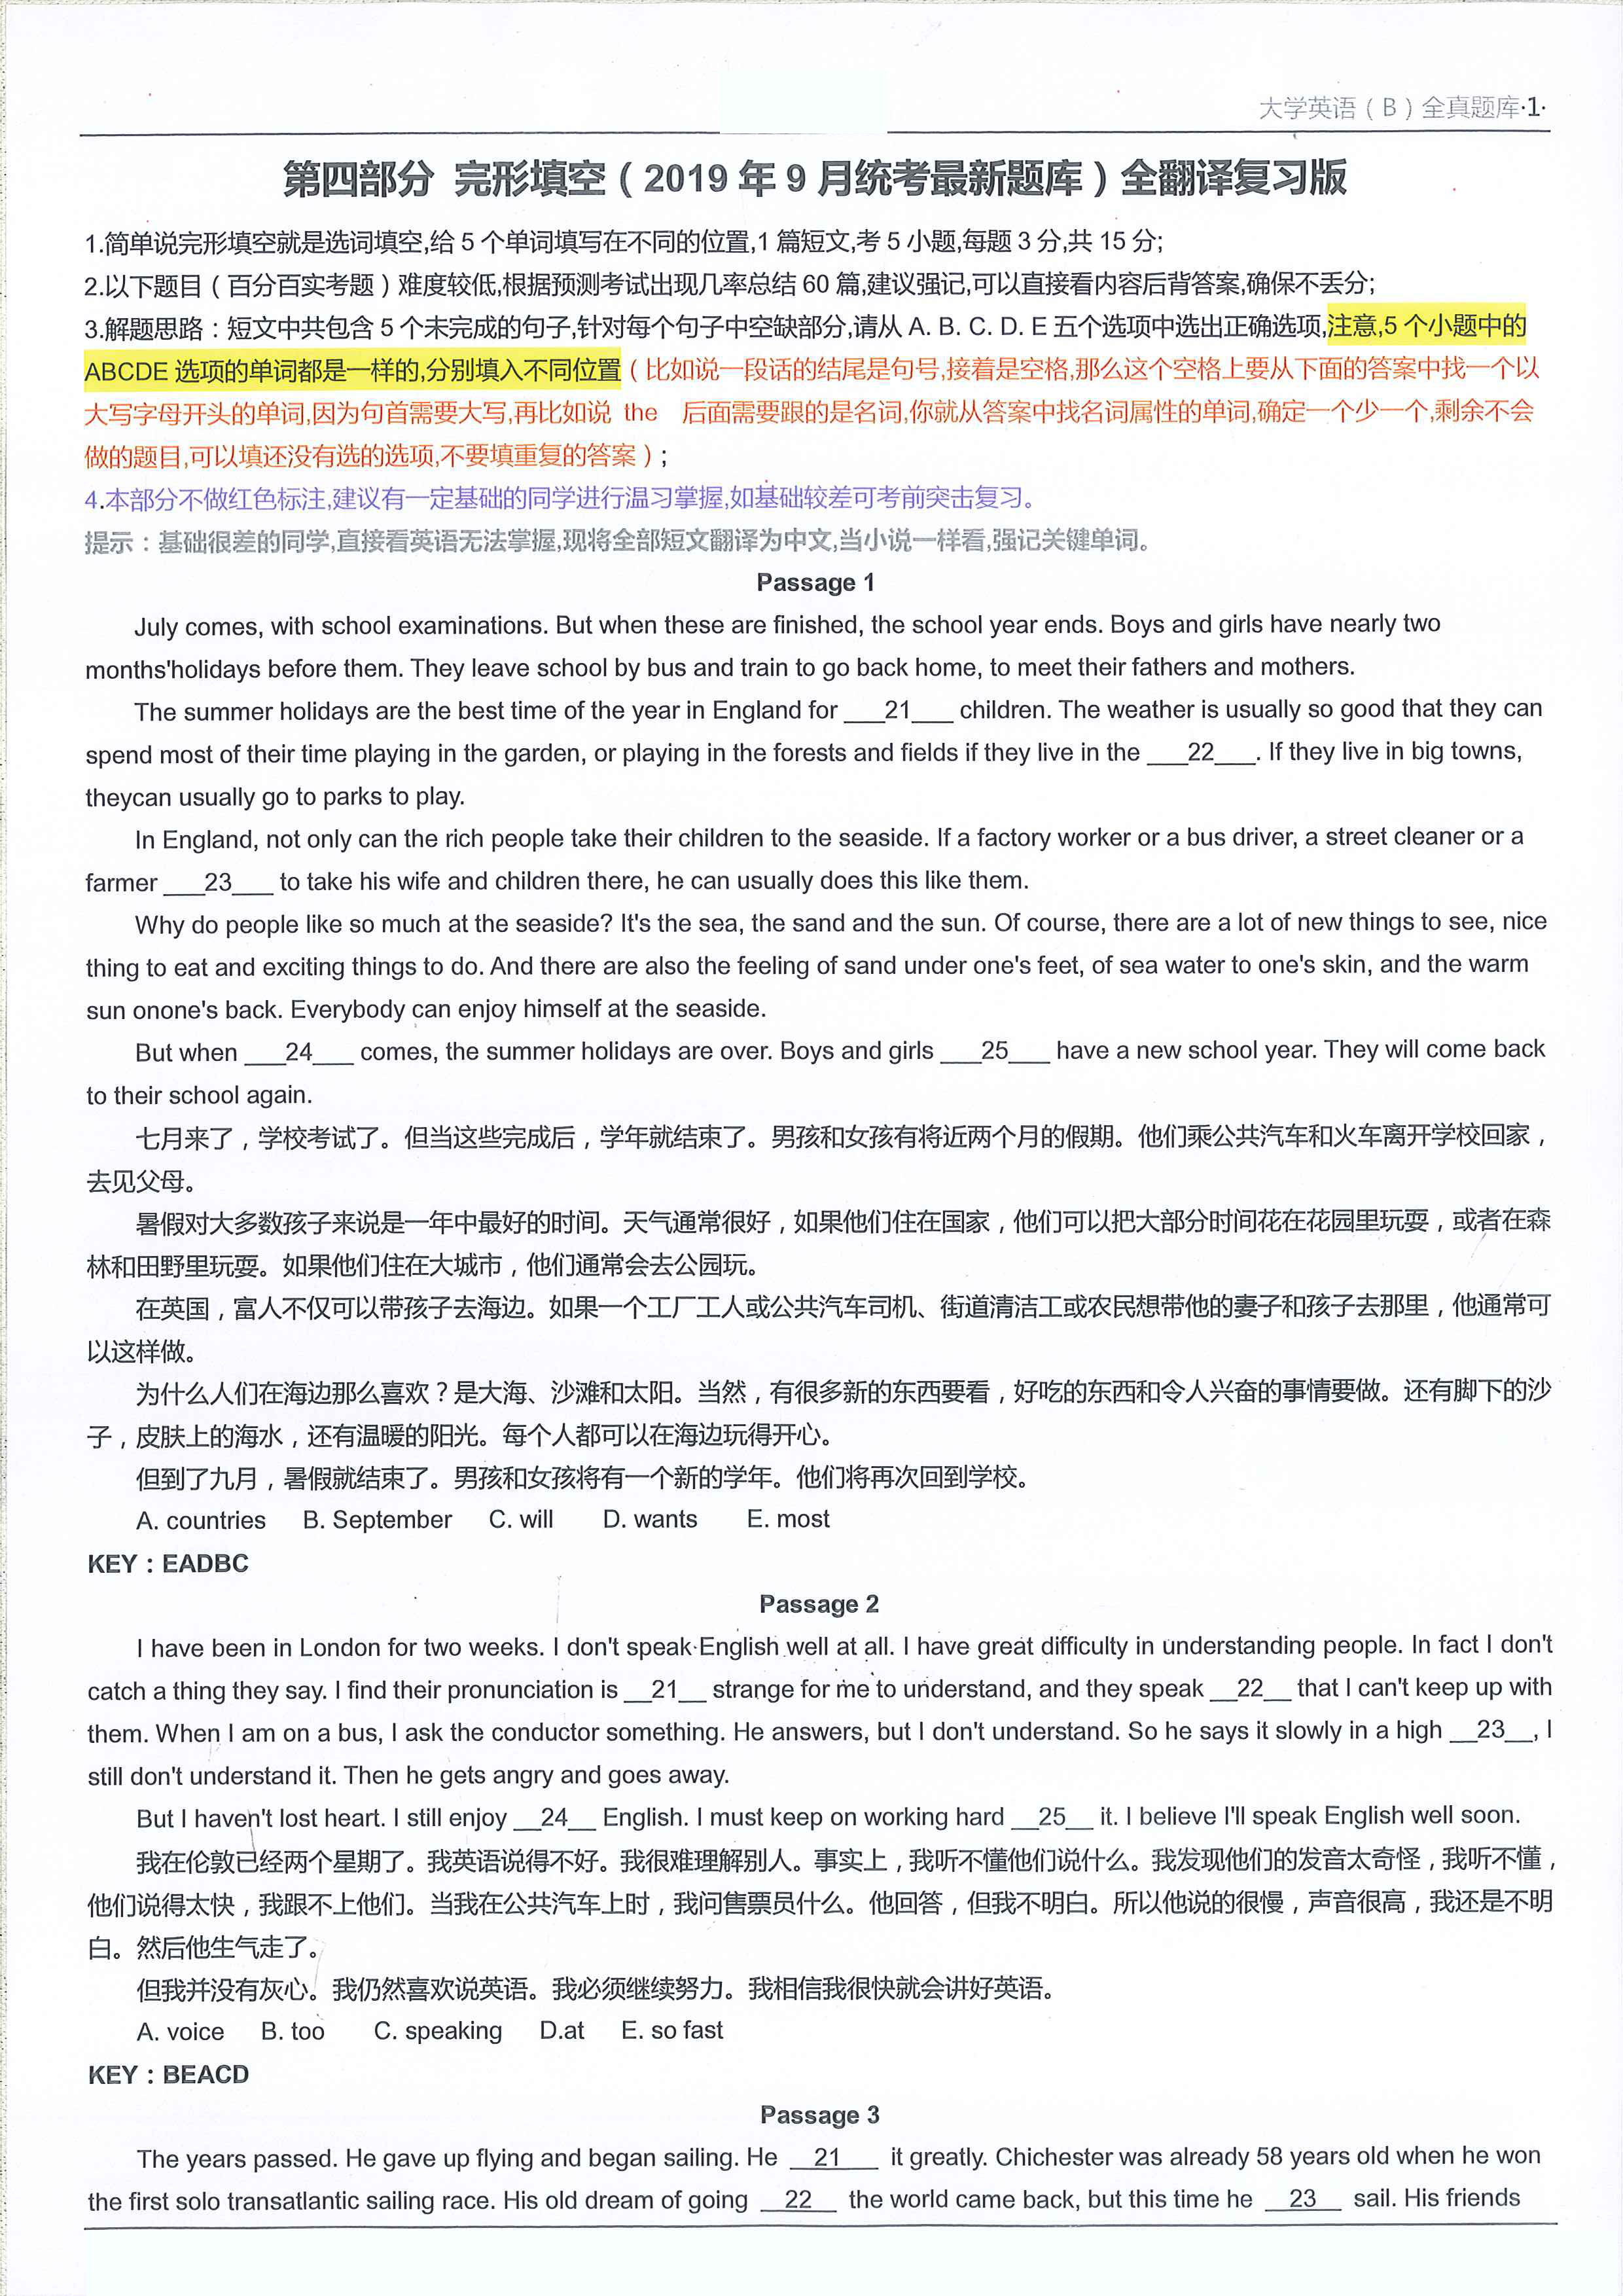 大学英语（B）全真题库·1·
第四部分 完形填空（2019 年 9 月统考最新题库）全翻译复习版
1.简单说完形填空就是选词填空,给 5 个单词填写在不同的位置,1 篇短文,考 5 小题,每题 3 分,共 15 分;
2.以下题目（百分百实考题）难度较低,根据预测考试出现几率总结 60 篇,建议强记,可以直接看内容后背答案,确保不丢分;
3.解题思路：短文中共包含 5 个未完成的句子,针对每个句子中空缺部分,请从 A. B. C. D. E 五个选项中选出正确选项,注意,5 个小题中的
ABCDE 选项的单词都是一样的,分别填入不同位置（比如说一段话的结尾是句号,接着是空格,那么这个空格上要从下面的答案中找一个以
大写字母开头的单词,因为句首需要大写,再比如说 the 后面需要跟的是名词,你就从答案中找名词属性的单词,确定一个少一个,剩余不会
做的题目,可以填还没有选的选项,不要填重复的答案）;
4.本部分不做红色标注,建议有一定基础的同学进行温习掌握,如基础较差可考前突击复习。
提示：基础很差的同学,直接看英语无法掌握,现将全部短文翻译为中文,当小说一样看,强记关键单词。
Passage 1
July comes, with school examinations. But when these are finished, the school year ends. Boys and girls have nearly two
months'holidays before them. They leave school by bus and train to go back home, to meet their fathers and mothers.
The summer holidays are the best time of the year in England for ___21___ children. The weather is usually so good that they can
spend most of their time playing in the garden, or playing in the forests and fields if they live in the ___22___. If they live in big towns,
theycan usually go to parks to play.
In England, not only can the rich people take their children to the seaside. If a factory worker or a bus driver, a street cleaner or a
farmer ___23___ to take his wife and children there, he can usually does this like them.
Why do people like so much at the seaside? It's the sea, the sand and the sun. Of course, there are a lot of new things to see, nice
thing to eat and exciting things to do. And there are also the feeling of sand under one's feet, of sea water to one's skin, and the warm
sun onone's back. Everybody can enjoy himself at the seaside.
But when ___24___ comes, the summer holidays are over. Boys and girls ___25___ have a new school year. They will come back
to their school again.
七月来了，学校考试了。但当这些完成后，学年就结束了。男孩和女孩有将近两个月的假期。他们乘公共汽车和火车离开学校回家，
去见父母。
暑假对大多数孩子来说是一年中最好的时间。天气通常很好，如果他们住在国家，他们可以把大部分时间花在花园里玩耍，或者在森
林和田野里玩耍。如果他们住在大城市，他们通常会去公园玩。
在英国，富人不仅可以带孩子去海边。如果一个工厂工人或公共汽车司机、街道清洁工或农民想带他的妻子和孩子去那里，他通常可
以这样做。
为什么人们在海边那么喜欢？是大海、沙滩和太阳。当然，有很多新的东西要看，好吃的东西和令人兴奋的事情要做。还有脚下的沙
子，皮肤上的海水，还有温暖的阳光。每个人都可以在海边玩得开心。
但到了九月，暑假就结束了。男孩和女孩将有一个新的学年。他们将再次回到学校。
A. countries B. September C. will D. wants E. most
KEY：EADBC
Passage 2
I have been in London for two weeks. I don't speak English well at all. I have great difficulty in understanding people. In fact I don't
catch a thing they say. I find their pronunciation is __21__ strange for me to understand, and they speak __22__ that I can't keep up with
them. When I am on a bus, I ask the conductor something. He answers, but I don't understand. So he says it slowly in a high __23__, I
still don't understand it. Then he gets angry and goes away.
But I haven't lost heart. I still enjoy __24__ English. I must keep on working hard __25__ it. I believe I'll speak English well soon.
我在伦敦已经两个星期了。我英语说得不好。我很难理解别人。事实上，我听不懂他们说什么。我发现他们的发音太奇怪，我听不懂，
他们说得太快，我跟不上他们。当我在公共汽车上时，我问售票员什么。他回答，但我不明白。所以他说的很慢，声音很高，我还是不明
白。然后他生气走了。
但我并没有灰心。我仍然喜欢说英语。我必须继续努力。我相信我很快就会讲好英语。
A. voice B. too C. speaking D.at E. so fast
KEY：BEACD
Passage 3
The years passed. He gave up flying and began sailing. He __21__ it greatly. Chichester was already 58 years old when he won
the first solo transatlantic sailing race. His old dream of going __22__ the world came back, but this time he __23__ sail. His friends